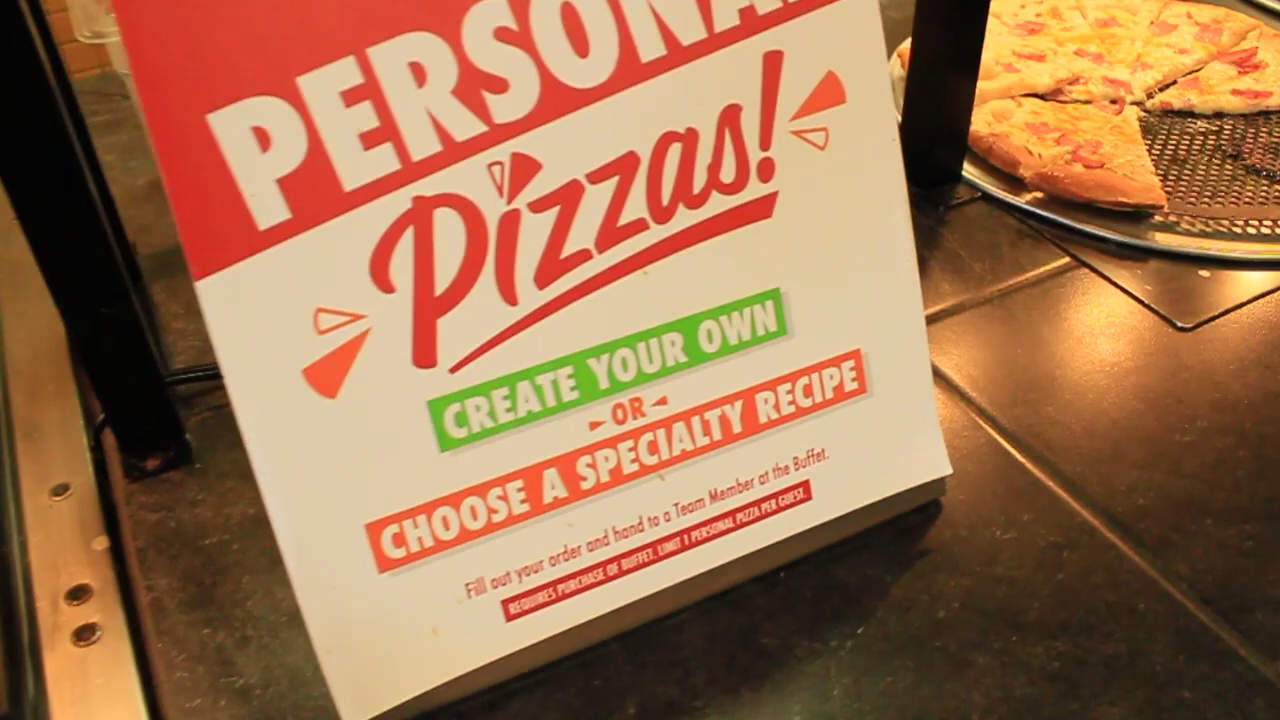 PERSONAL
Pizzas!
CREATE YOUR OWN
OR
CHOOSE A SPECIALTY RECIPE
Fill out your order and hand to a Team Member at the Buffet.
REQUIRES PURCHASE OF BUFFET. LIMIT 1 PERSONAL PIZZA PER GUEST.